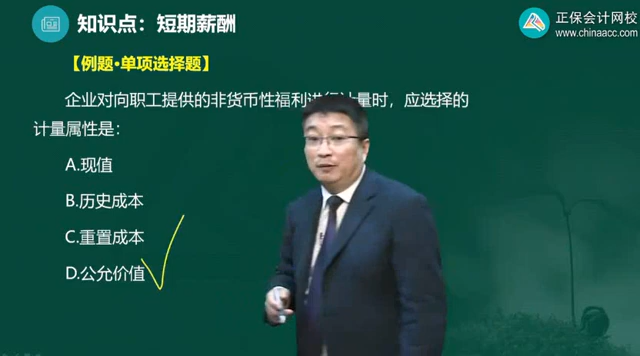 知识点：短期薪酬
正保会计网校
www.chinaacc.com
【例题•单项选择题】
企业对向职工提供的非货币性福利进行计量时，应选择的
计量属性是：
A.现值
B.历史成本
C.重置成本
D.公允价值